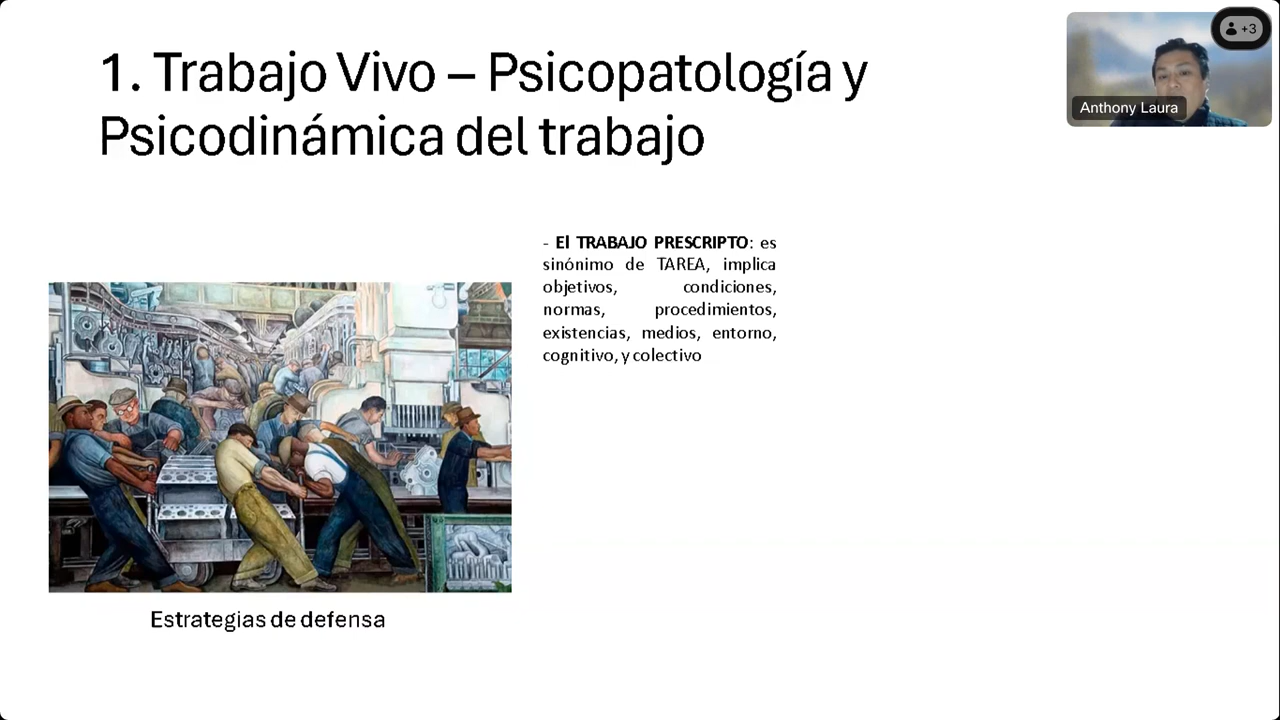 1. Trabajo Vivo – Psicopatología y
Psicodinámica del trabajo
+3
Anthony Laura
- El TRABAJO PRESCRIPTO: es
sinónimo de TAREA, implica
objetivos, condiciones,
normas, procedimientos,
existencias, medios, entorno,
cognitivo, y colectivo
Estrategias de defensa